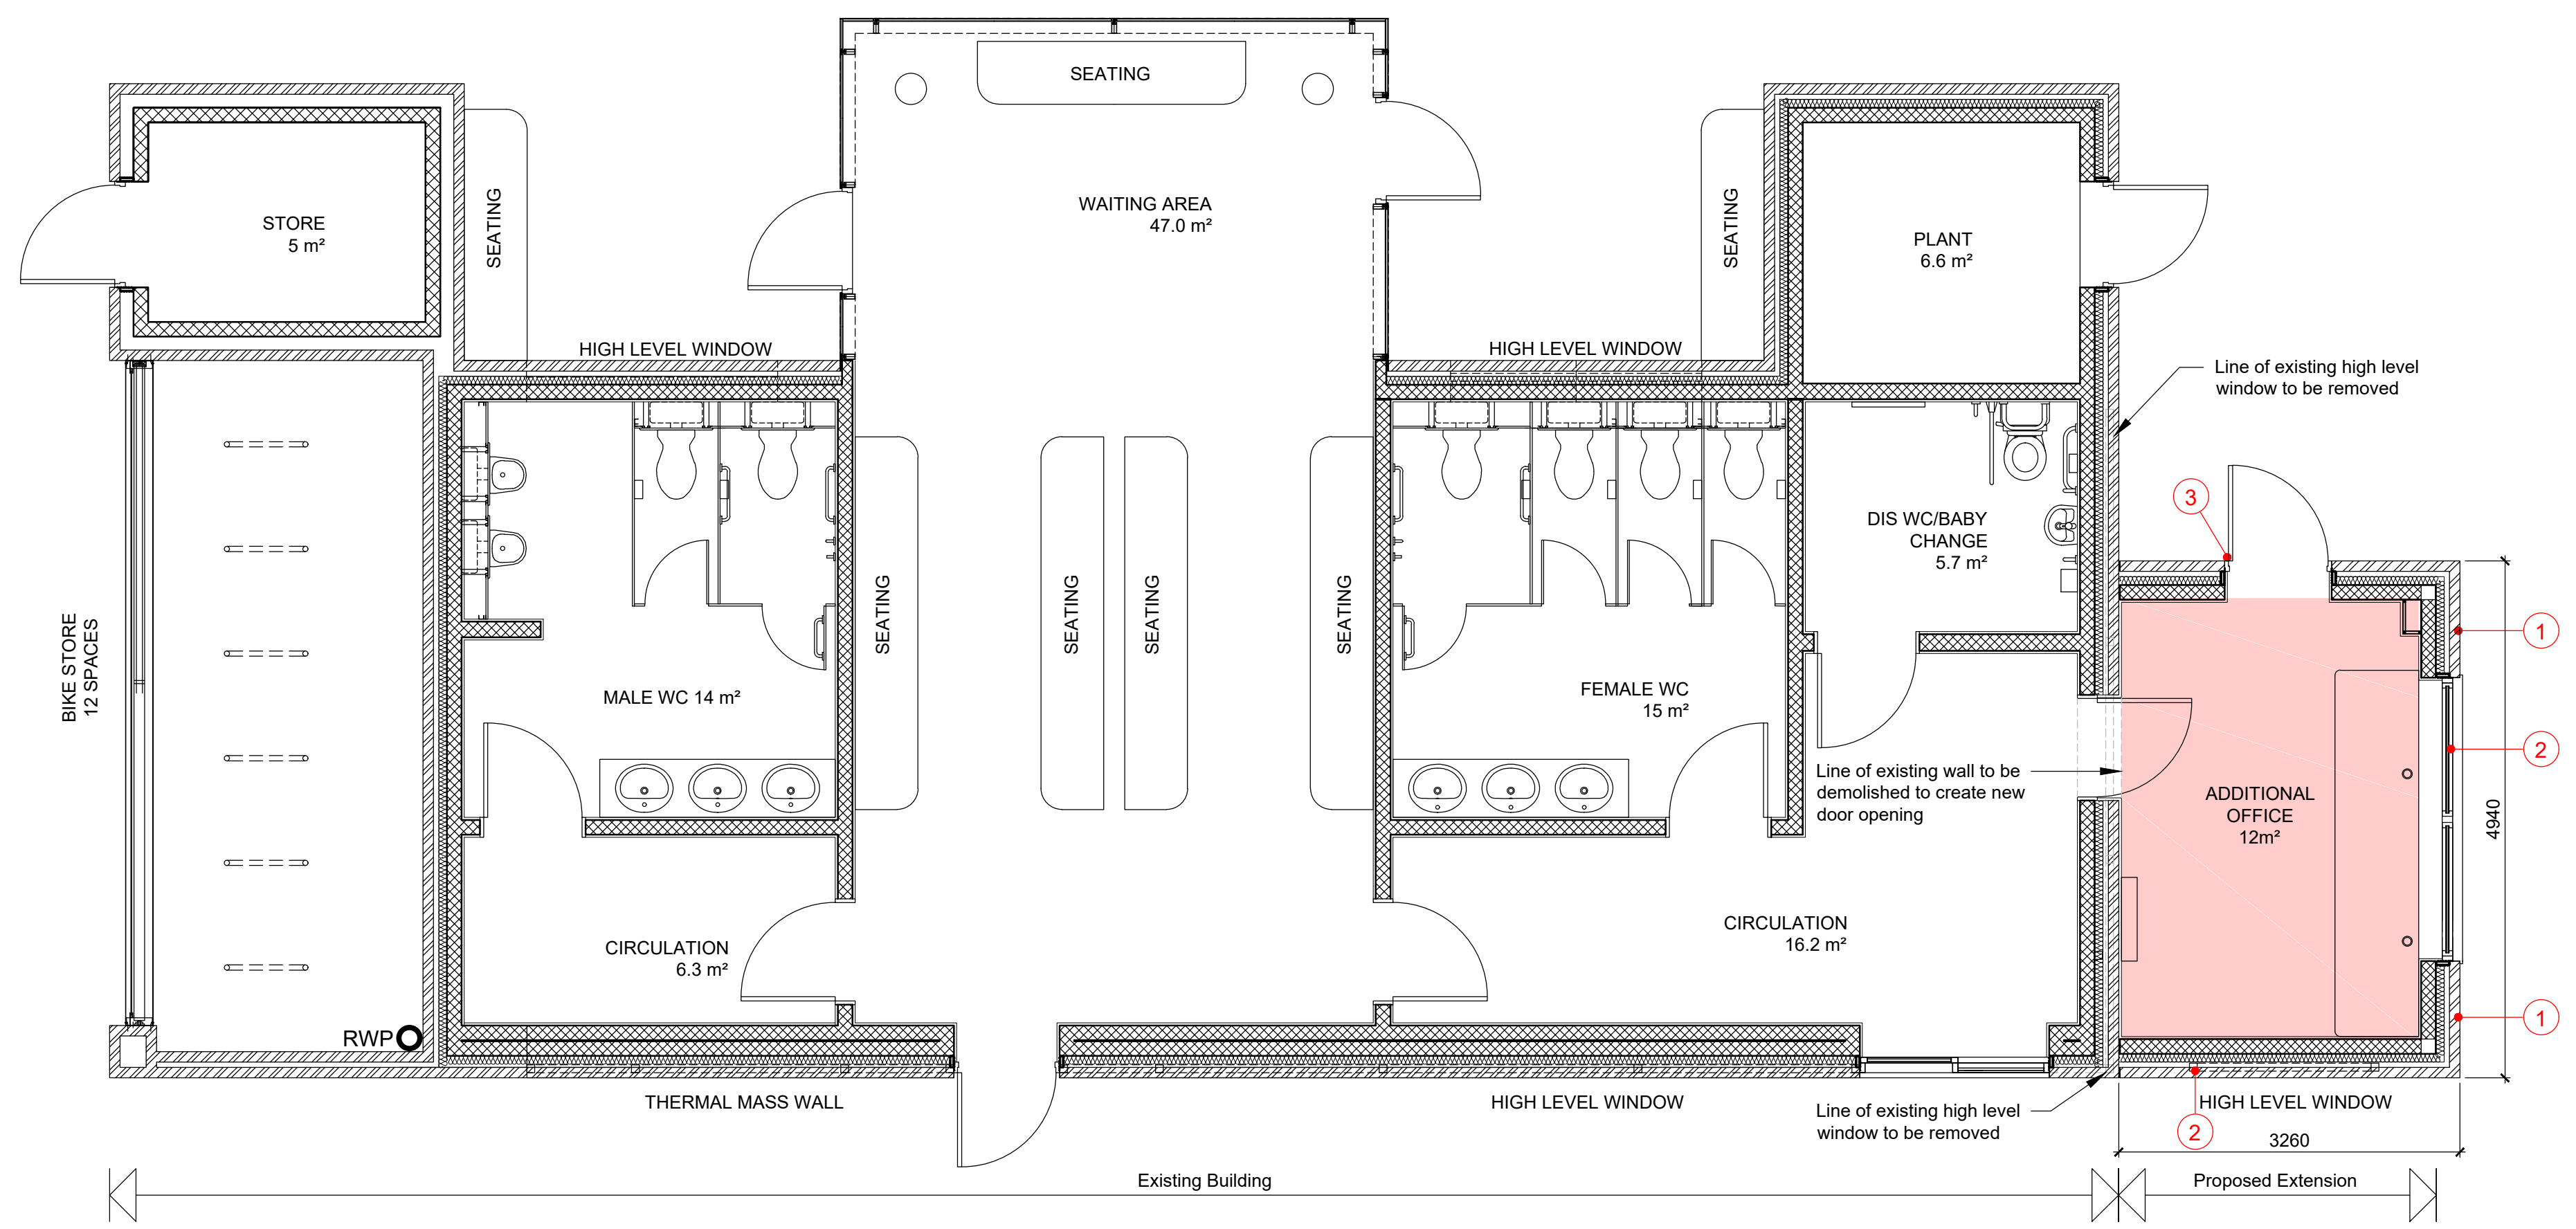 SEATING
WAITING AREA
47.0 m²
STORE
5 m²
SEATING
SEATING
PLANT
6.6 m²
HIGH LEVEL WINDOW
HIGH LEVEL WINDOW
Line of existing high level
window to be removed
3
DIS WC/BABY
CHANGE
5.7 m²
BIKE STORE
12 SPACES
SEATING
SEATING
SEATING
SEATING
1
MALE WC 14 m²
FEMALE WC
15 m²
2
Line of existing wall to be
demolished to create new
door opening
ADDITIONAL
OFFICE
12m²
4940
CIRCULATION
6.3 m²
CIRCULATION
16.2 m²
RWP
1
THERMAL MASS WALL
HIGH LEVEL WINDOW
Line of existing high level
window to be removed
HIGH LEVEL WINDOW
2
3260
Existing Building
Proposed Extension